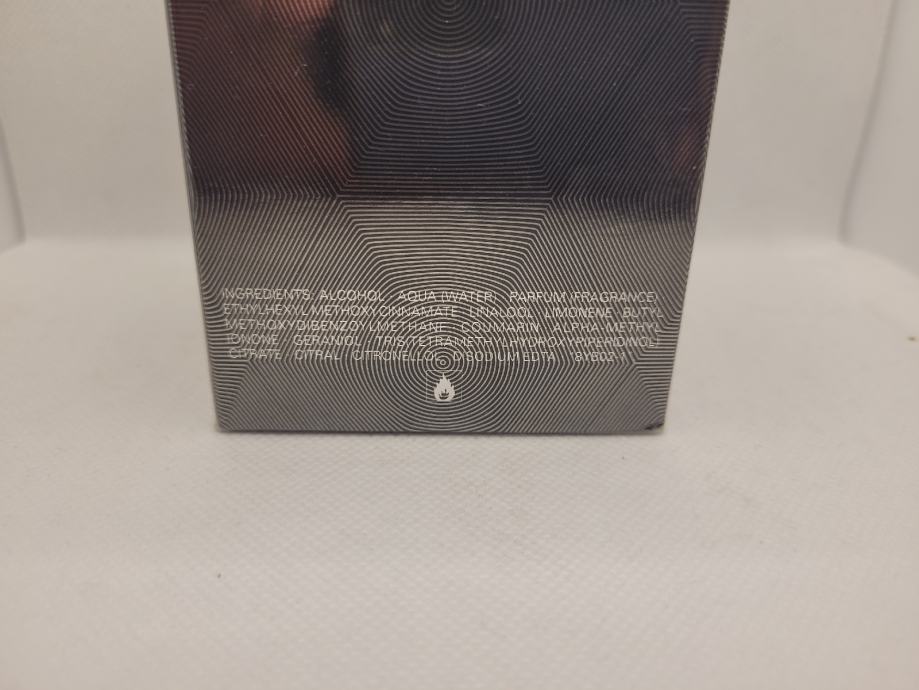 INGREDIENTS: ALCOHOL AQUA (WATER) PARFUM (FRAGRANCE)
ETHYLHEXYL METHOXYCINNAMATE LINALOOL LIMONENE BUTYL
METHOXYDIBENZOYLMETHANE COUMARIN ALPHA-METHYL
IONONE GERANIOL TRIS(TETRAMETHYLHYDROXYPIPERIDINOL)
CITRATE CITRAL CITRONELLOL DISODIUM EDTA